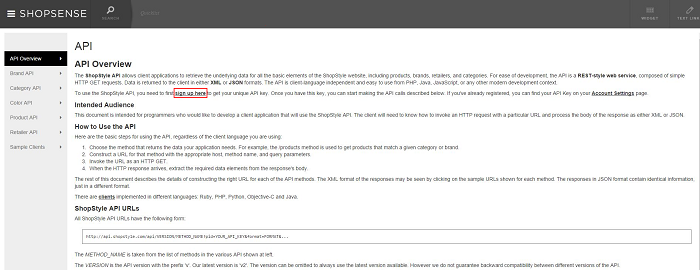 SHOPSENSE
SEARCH
WIDGET
TEXT LINK
API
API Overview
Brand API
Category API
Color API
Product API
Retailer API
Sample Clients
API Overview
The ShopStyle API allows client applications to retrieve the underlying data for all the basic elements of the ShopStyle website, including products, brands, retailers, and categories. For ease of development, the API is a REST-style web service, composed of simple
HTTP GET requests. Data is returned to the client in either XML or JSON formats. The API is client-language independent and easy to use from PHP, Java, JavaScript, or any other modern development context.
To use the ShopStyle API, you need to first sign up here to get your unique API key. Once you have this key, you can start making the API calls described below. If you've already registered, you can find your API Key on your Account Settings page.
Intended Audience
This document is intended for programmers who would like to develop a client application that will use the ShopStyle API. The client will need to know how to invoke an HTTP request with a particular URL and process the body of the response as either XML or JSON.
How to Use the API
Here are the basic steps for using the API, regardless of the client language you are using:
1. Choose the method that returns the data your application needs. For example, the /products method is used to get products that match a given category or brand.
2. Construct a URL for that method with the appropriate host, method name, and query parameters.
3. Invoke the URL as an HTTP GET.
4. When the HTTP response arrives, extract the required data elements from the response's body.
The rest of this document describes the details of constructing the right URL for each of the API methods. The XML format of the responses may be seen by clicking on the sample URLs shown for each method. The responses in JSON format contain identical information,
just in a different format.
There are clients implemented in different languages: Ruby, PHP, Python, Objective-C and Java.
ShopStyle API URLs
All ShopStyle API URLs have the following form:
http://api.shopstyle.com/api/VERSION/METHOD_NAME?pid=YOUR_API_KEY&format=FORMAT&...
The METHOD_NAME is taken from the list of methods in the various API shown at left.
The VERSION is the API version with the prefix 'v'. Our latest version is 'v2'. The version can be omitted to always use the latest version available. However we do not guarantee backward compatibility between different versions of the API.